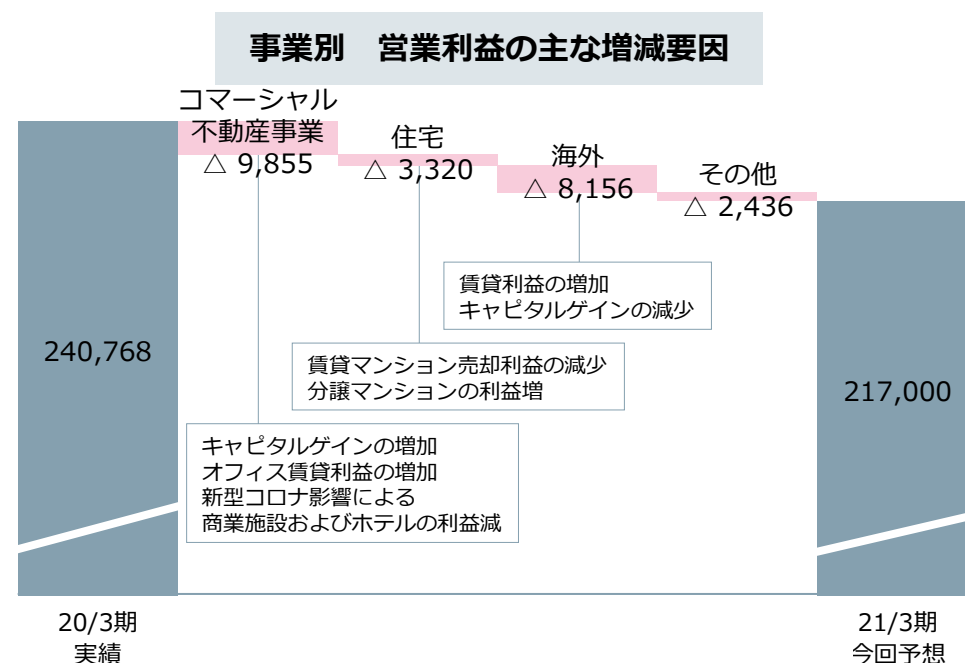 事業別　営業利益の主な増減要因
コマーシャル
不動産事業
△ 9,855
住宅
△ 3,320
海外
△ 8,156
その他
△ 2,436
240,768
217,000
賃貸利益の増加
キャピタルゲインの減少
賃貸マンション売却利益の減少
分譲マンションの利益増
キャピタルゲインの増加
オフィス賃貸利益の増加
新型コロナ影響による
商業施設およびホテルの利益減
20/3期
実績
21/3期
今回予想